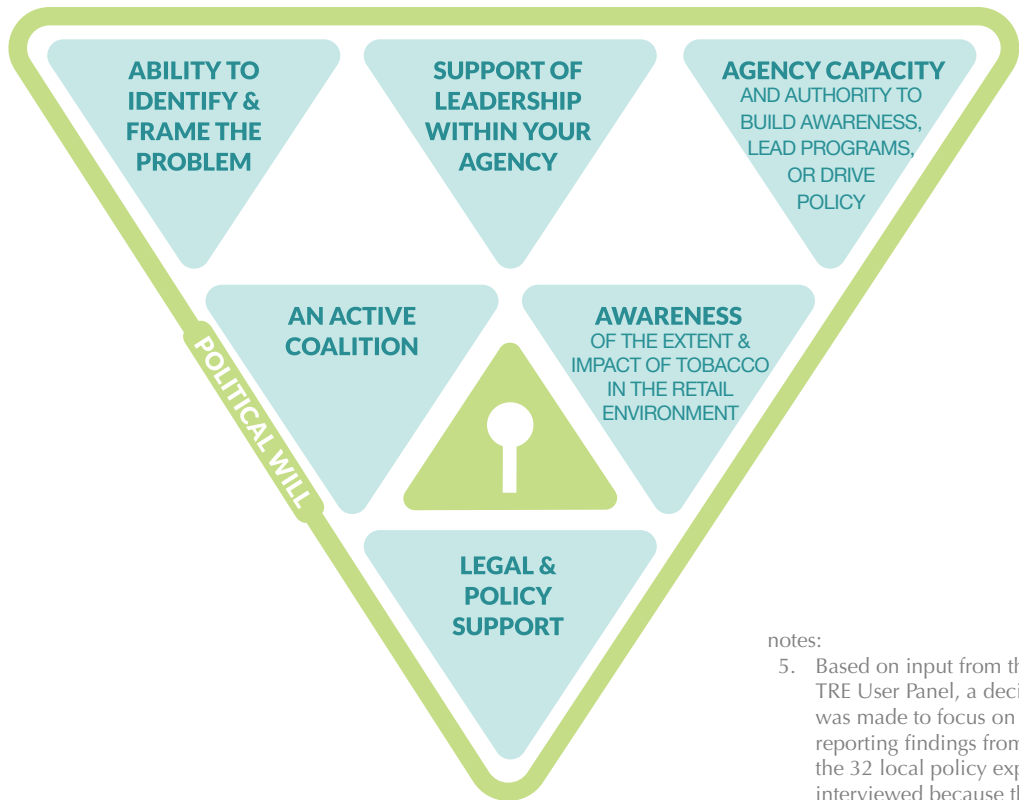 ABILITY TO
IDENTIFY &
FRAME THE
PROBLEM
SUPPORT OF
LEADERSHIP
WITHIN YOUR
AGENCY
AGENCY CAPACITY
AND AUTHORITY TO
BUILD AWARENESS,
LEAD PROGRAMS,
OR DRIVE
POLICY
AN ACTIVE
COALITION
AWARENESS
OF THE EXTENT &
IMPACT OF TOBACCO
IN THE RETAIL
ENVIRONMENT
POLITICAL WILL
LEGAL &
POLICY
SUPPORT
notes:
5. Based on input from
TRE User Panel, a
was made to focus on
reporting findings from
the 32 local policy
interviewed because